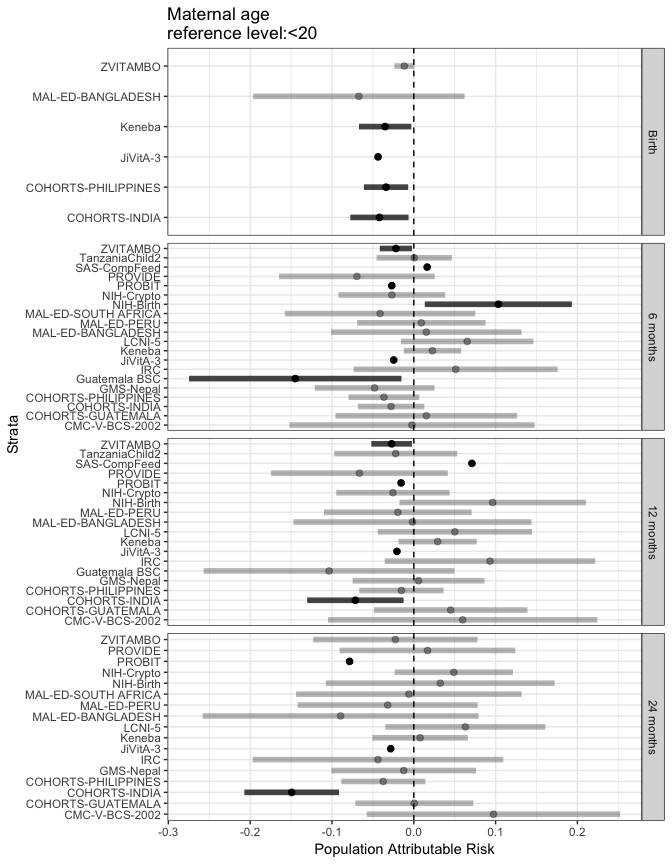 Maternal age
reference level:<20
Strata
ZVITAMBO
MAL-ED-BANGLADESH
Keneba
JiVitA-3
COHORTS-PHILIPPINES
COHORTS-INDIA
Birth
ZVITAMBO
TanzaniaChild2
SAS-CompFeed
PROVIDE
PROBIT
NIH-Crypto
NIH-Birth
MAL-ED-SOUTH AFRICA
MAL-ED-PERU
MAL-ED-BANGLADESH
LCNI-5
Keneba
JiVitA-3
IRC
Guatemala BSC
GMS-Nepal
COHORTS-PHILIPPINES
COHORTS-INDIA
COHORTS-GUATEMALA
CMC-V-BCS-2002
6 months
ZVITAMBO
TanzaniaChild2
SAS-CompFeed
PROVIDE
PROBIT
NIH-Crypto
NIH-Birth
MAL-ED-PERU
MAL-ED-BANGLADESH
LCNI-5
Keneba
JiVitA-3
IRC
Guatemala BSC
GMS-Nepal
COHORTS-PHILIPPINES
COHORTS-INDIA
COHORTS-GUATEMALA
CMC-V-BCS-2002
12 months
ZVITAMBO
PROVIDE
PROBIT
NIH-Crypto
NIH-Birth
MAL-ED-SOUTH AFRICA
MAL-ED-PERU
MAL-ED-BANGLADESH
LCNI-5
Keneba
JiVitA-3
IRC
GMS-Nepal
COHORTS-PHILIPPINES
COHORTS-INDIA
COHORTS-GUATEMALA
CMC-V-BCS-2002
24 months
-0.3 -0.2 -0.1 0.0 0.1 0.2
Population Attributable Risk